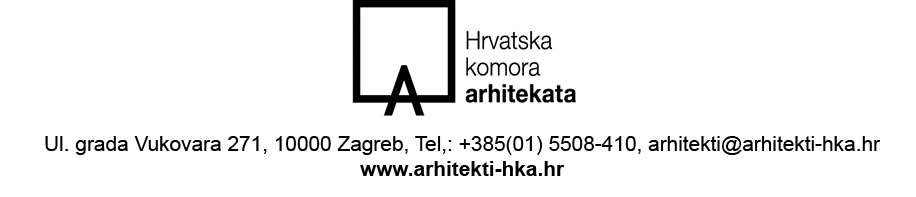 A
Hrvatska
komora
arhitekata
Ul. grada Vukovara 271, 10000 Zagreb, Tel,: +385(01) 5508-410, arhitekti@arhitekti-hka.hr
www.arhitekti-hka.hr